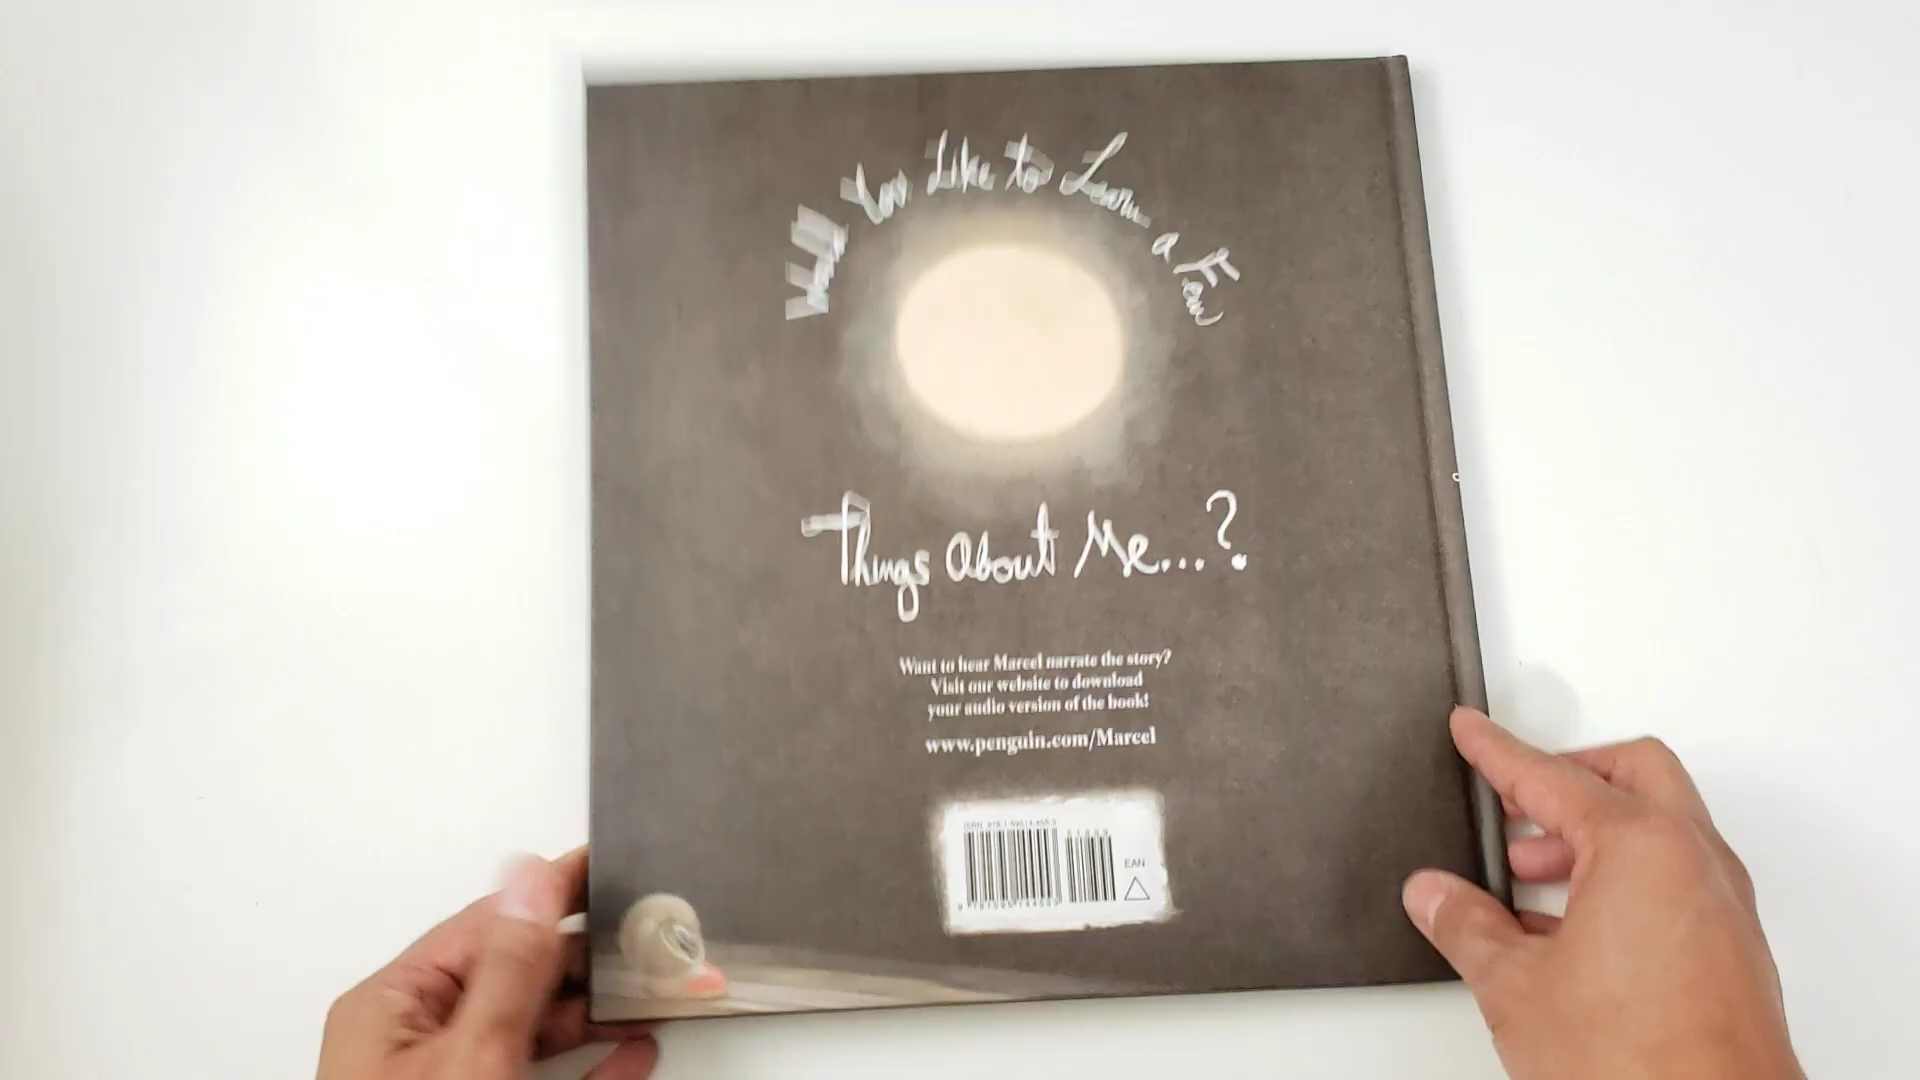 Would You Like to Learn a Few
Things About Me...?
Want to hear Marcel narrate the story?
Visit our website to download
your audio version of the book!
www.penguin.com/Marcel
ISBN
EAN